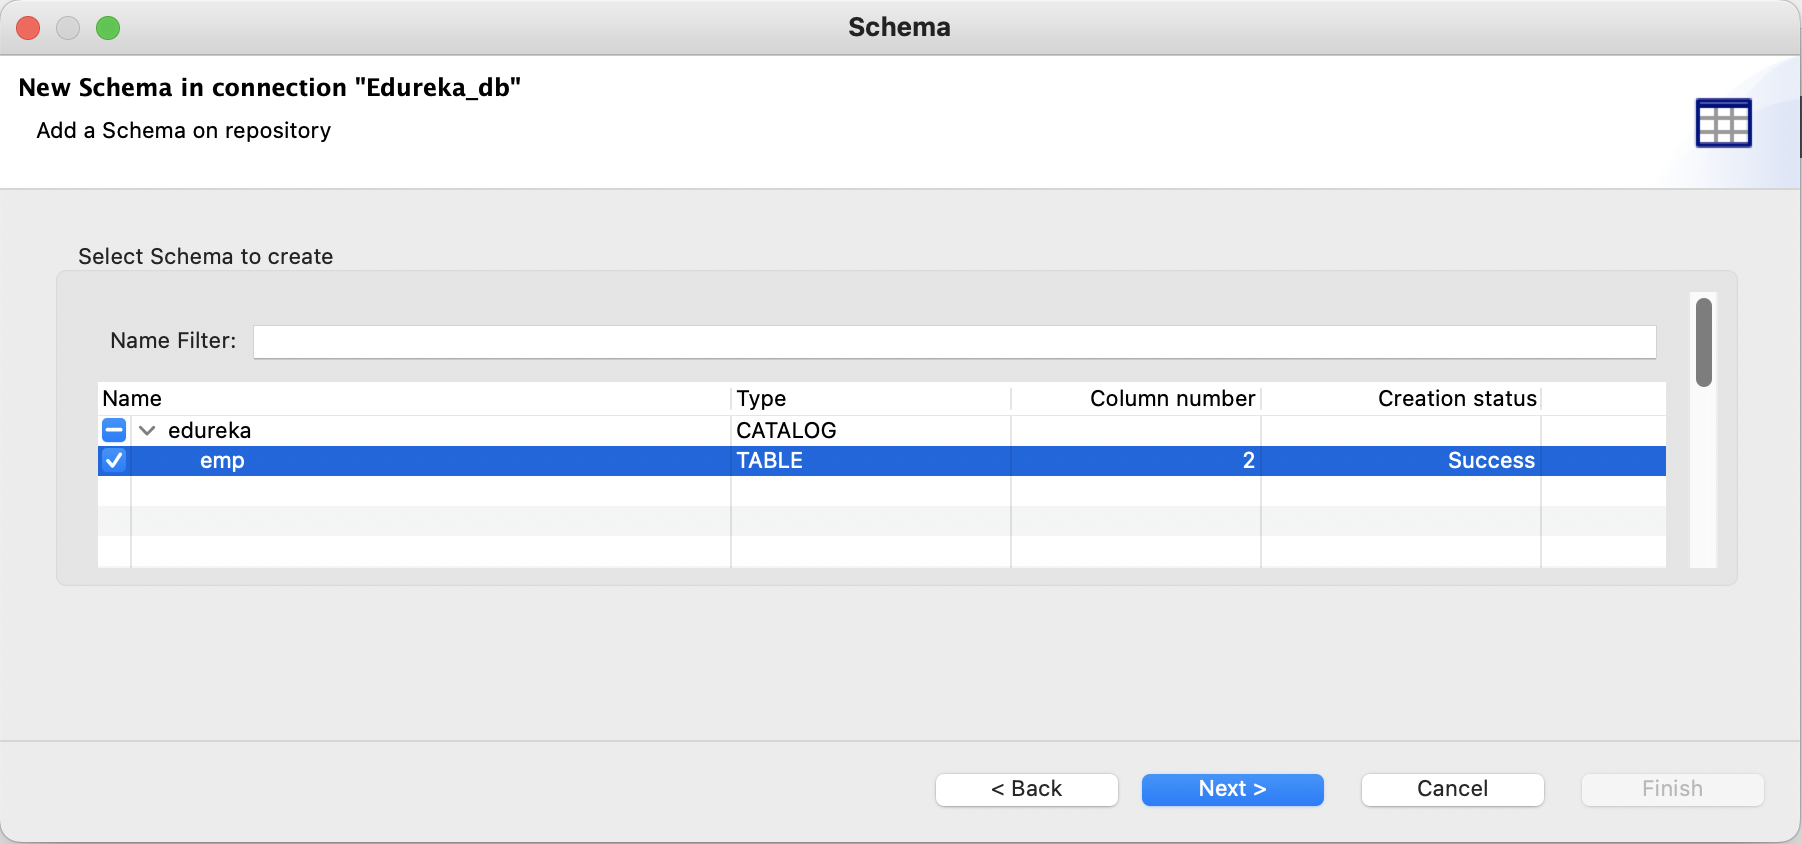 Schema
New Schema in connection "Edureka_db"
Add a Schema on repository
Select Schema to create
Name Filter:
Name Type Column number Creation status
edureka CATALOG
emp TABLE 2 Success
< Back Next > Cancel Finish